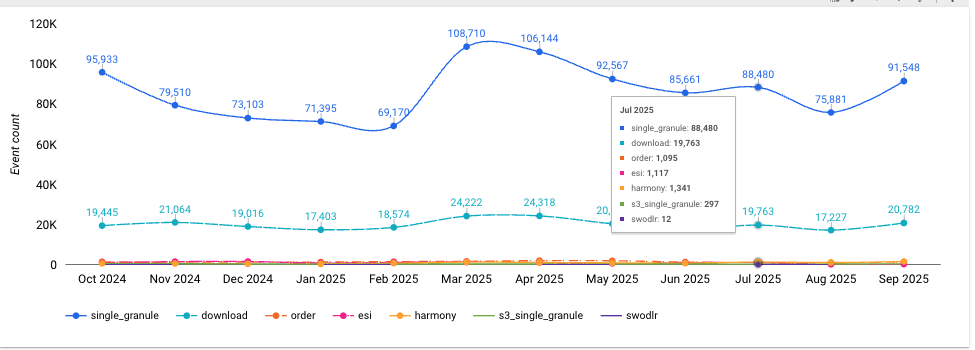 120K
108,710
106,144
95,933
92,567
91,548
100K
88,480
85,661
79,510
75,881
73,103
71,395
69,170
80K
Event count
60K
40K
Jul 2025
single_granule: 88,480
download: 19,763
order: 1,095
esi: 1,117
harmony: 1,341
s3_single_granule: 297
swodlr: 12
19,445
21,064
19,016
17,403
18,574
24,222
24,318
20,
19,763
17,227
20,782
20K
0
Oct 2024 Nov 2024 Dec 2024 Jan 2025 Feb 2025 Mar 2025 Apr 2025 May 2025 Jun 2025 Jul 2025 Aug 2025 Sep 2025
single_granule download order esi harmony s3_single_granule swodlr